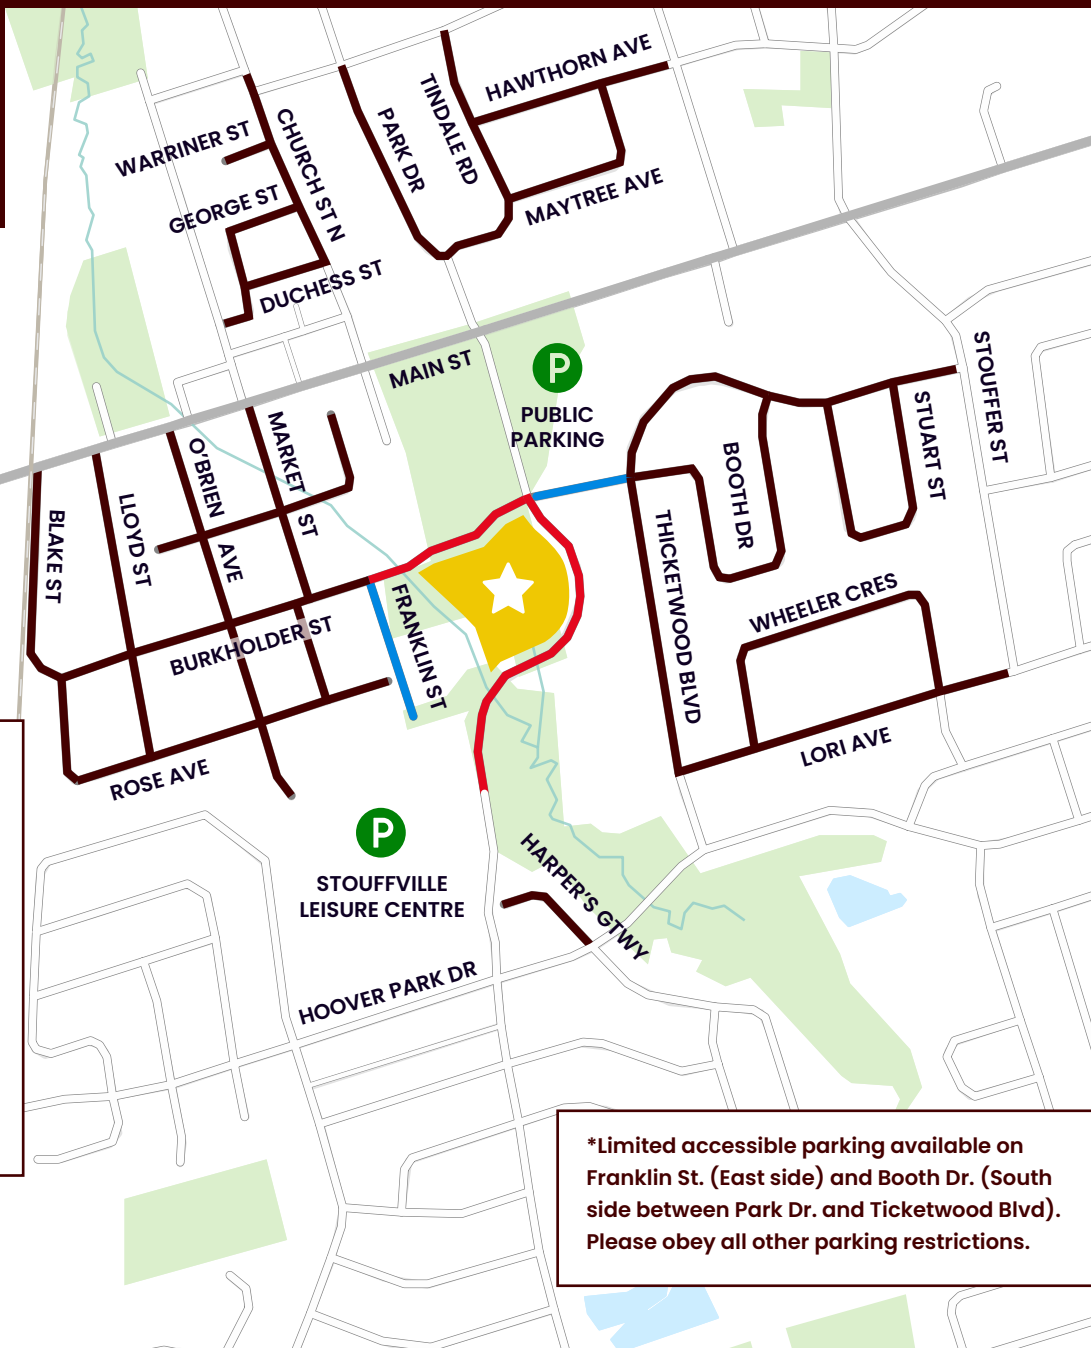 HAWTHORN AVE
TINDALE RD
PARK DR
CHURCH ST N
WARRINER ST
GEORGE ST
MAYTREE AVE
DUCHESS ST
MAIN ST
P
PUBLIC
PARKING
STOUFFER ST
STUART ST
BOOTH DR
MARKET
ST
O'BRIEN
AVE
LLOYD ST
BLAKE ST
THICKETWOOD BLVD
WHEELER CRES
FRANKLIN ST
BURKHOLDER ST
LORI AVE
ROSE AVE
P
STOUFFVILLE
LEISURE CENTRE
HARPER'S GTWY
HOOVER PARK DR
*Limited accessible parking available on
Franklin St. (East side) and Booth Dr. (South
side between Park Dr. and Ticketwood Blvd).
Please obey all other parking restrictions.